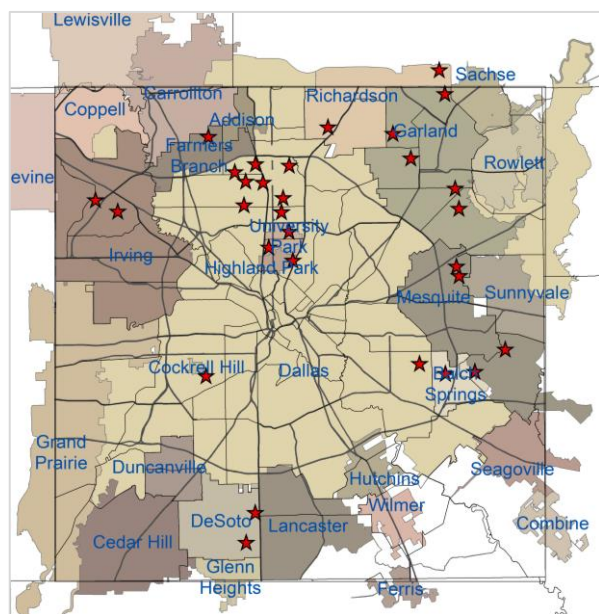 Lewisville
Sachse
Coppell
Carrollton
Richardson
Addison
Garland
Farmers
Branch
Rowlett
evine
University
Park
Irving
Highland Park
Mesquite
Sunnyvale
Cockrell Hill
Dallas
Balch
Springs
Grand
Prairie
Duncanville
Hutchins
Seagoville
DeSoto
Lancaster
Wilmer
Combine
Cedar Hill
Glenn
Heights
Ferris